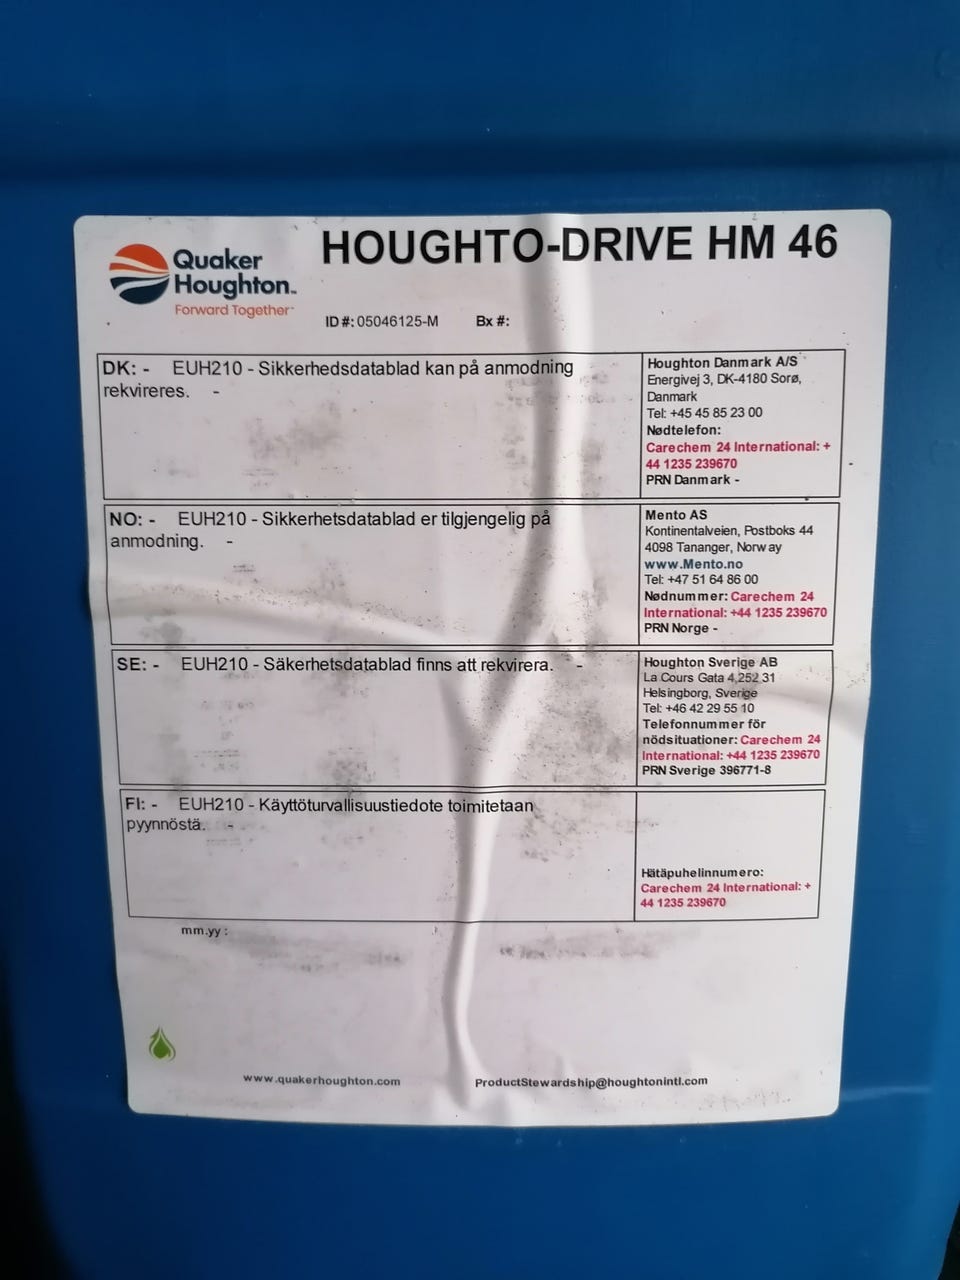 Quaker
Houghton™
Forward Together™
HOUGHTO-DRIVE HM 46
ID #: 05046125-M Bx #:
DK: - EUH210 - Sikkerhedsdatablad kan på anmodning
rekvireres. -
Houghton Danmark A/S
Energivej 3, DK-4180 Sorø,
Danmark
Tel: +45 45 85 23 00
Nødtelefon:
Carechem 24 International: +
44 1235 239670
PRN Danmark -
NO: - EUH210 - Sikkerhetsdatablad er tilgjengelig på
anmodning. -
Mento AS
Kontinentalveien, Postboks 44
4098 Tananger, Norway
www.Mento.no
Tel: +47 51 64 86 00
Nødnummer: Carechem 24
International: +44 1235 239670
PRN Norge -
SE: - EUH210 - Säkerhetsdatablad finns att rekvirera. -
Houghton Sverige AB
La Cours Gata 4,252 31
Helsingborg, Sverige
Tel: +46 42 29 55 10
Telefonnummer för
nödsituationer: Carechem 24
International: +44 1235 239670
PRN Sverige 396771-8
FI: - EUH210 - Käyttöturvallisuustiedote toimitetaan
pyynnöstä. -
Hätäpuhelinnumero:
Carechem 24 International: +
44 1235 239670
mm.yy :
www.quakerhoughton.com
ProductStewardship@houghtonintl.com